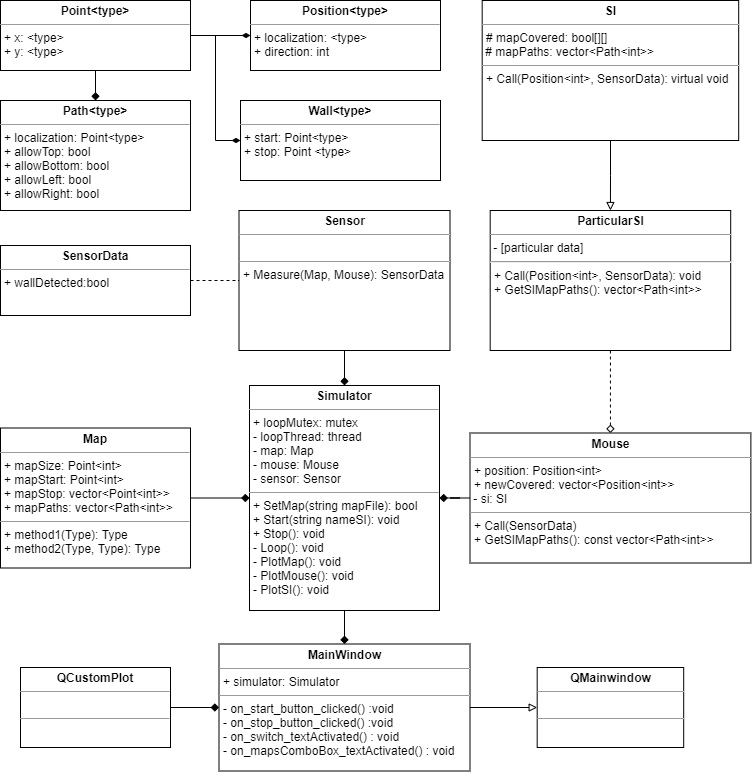 Point<type>
+ x: <type>
+ y: <type>
Position<type>
+ localization: <type>
+ direction: int
SI
# mapCovered: bool[][]
# mapPaths: vector<Path<int>>
+ Call(Position<int>, SensorData): virtual void
Path<type>
+ localization: Point<type>
+ allowTop: bool
+ allowBottom: bool
+ allowLeft: bool
+ allowRight: bool
Wall<type>
+ start: Point<type>
+ stop: Point <type>
SensorData
+ wallDetected:bool
Sensor
+ Measure(Map, Mouse): SensorData
ParticularSI
- [particular data]
+ Call(Position<int>, SensorData): void
+ GetSIMapPaths(): vector<Path<int>>
Map
+ mapSize: Point<int>
+ mapStart: Point<int>
+ mapStop: vector<Point<int>>
+ mapPaths: vector<Path<int>>
+ method1(Type): Type
+ method2(Type, Type): Type
Simulator
+ loopMutex: mutex
- loopThread: thread
- map: Map
- mouse: Mouse
- sensor: Sensor
+ SetMap(string mapFile): bool
+ Start(string nameSI): void
+ Stop(): void
- Loop(): void
- PlotMap(): void
- PlotMouse(): void
- PlotSI(): void
Mouse
+ position: Position<int>
+ newCovered: vector<Position<int>>
- si: SI
+ Call(SensorData)
+ GetSIMapPaths(): const vector<Path<int>>
QCustomPlot
MainWindow
+ simulator: Simulator
- on_start_button_clicked() :void
- on_stop_button_clicked() :void
- on_switch_textActivated() : void
- on_mapsComboBox_textActivated() : void
QMainwindow